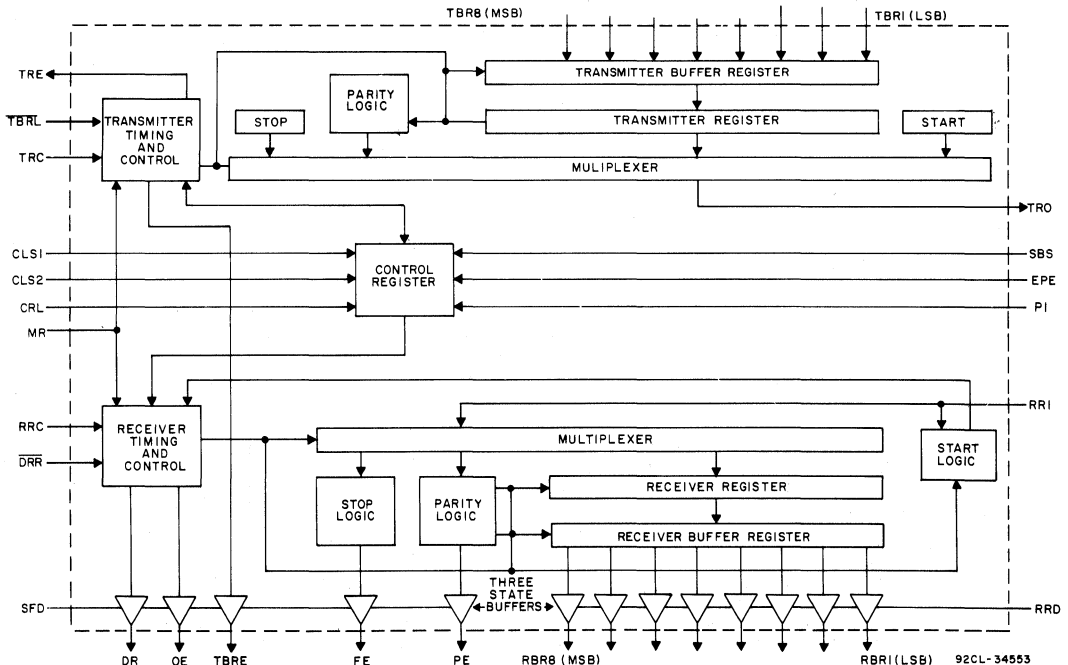 TBR8 (MSB)
TBR1 (LSB)
TRE
TRANSMITTER BUFFER REGISTER
PARITY
LOGIC
TBRL
TRANSMITTER
TIMING
AND
CONTROL
STOP
TRANSMITTER REGISTER
START
TRC
MULIPLEXER
TRO
CLS1
CONTROL
REGISTER
SBS
CLS2
EPE
CRL
PI
MR
RRI
RRC
RECEIVER
TIMING
AND
CONTROL
MULTIPLEXER
START
LOGIC
DRR
STOP
LOGIC
PARITY
LOGIC
RECEIVER REGISTER
RECEIVER BUFFER REGISTER
THREE
STATE
BUFFERS
SFD
RRD
DR
OE
TBRE
FE
PE
RBR8 (MSB)
RBR1 (LSB)
92CL-34553